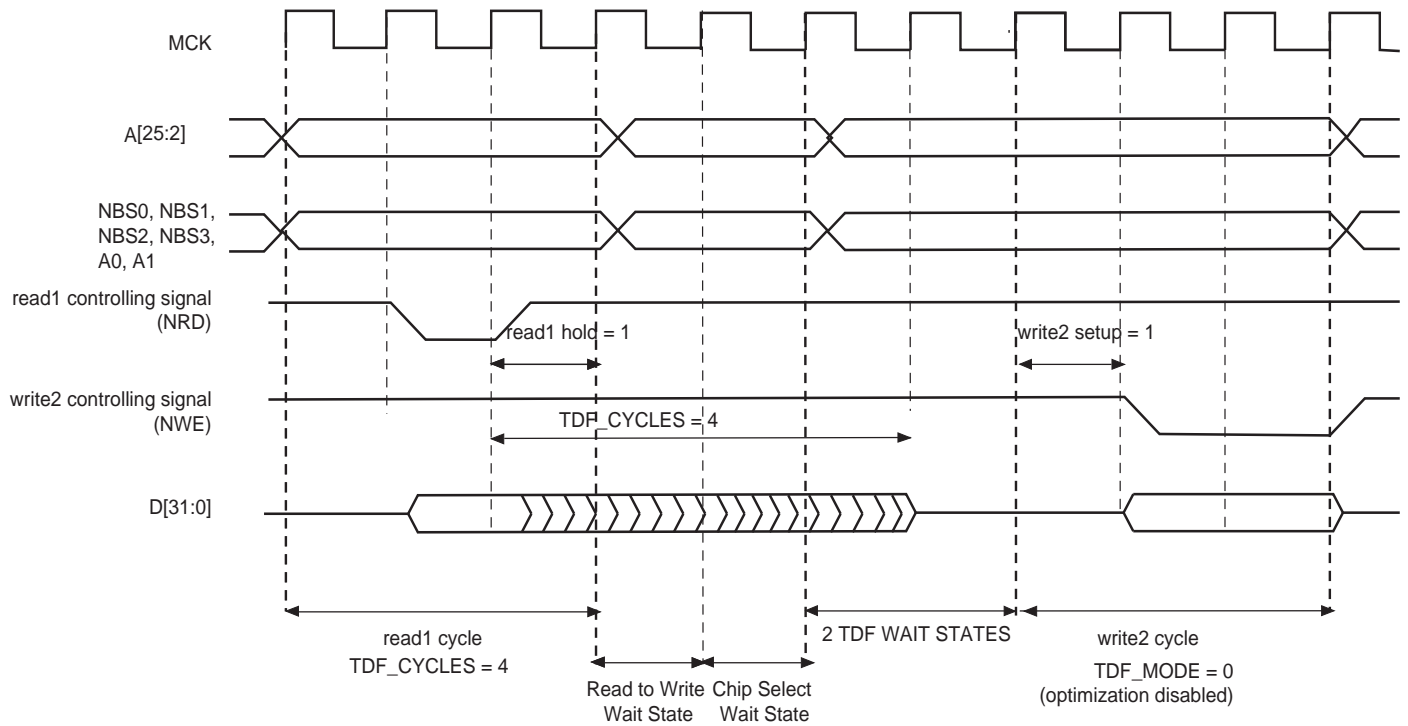 MCK
A[25:2]
NBS0, NBS1,
NBS2, NBS3,
A0, A1
read1 controlling signal
(NRD)
read1 hold = 1
write2 setup = 1
write2 controlling signal
(NWE)
TDF_CYCLES = 4
D[31:0]
read1 cycle
TDF_CYCLES = 4
2 TDF WAIT STATES
write2 cycle
TDF_MODE = 0
(optimization disabled)
Read to Write
Wait State
Chip Select
Wait State